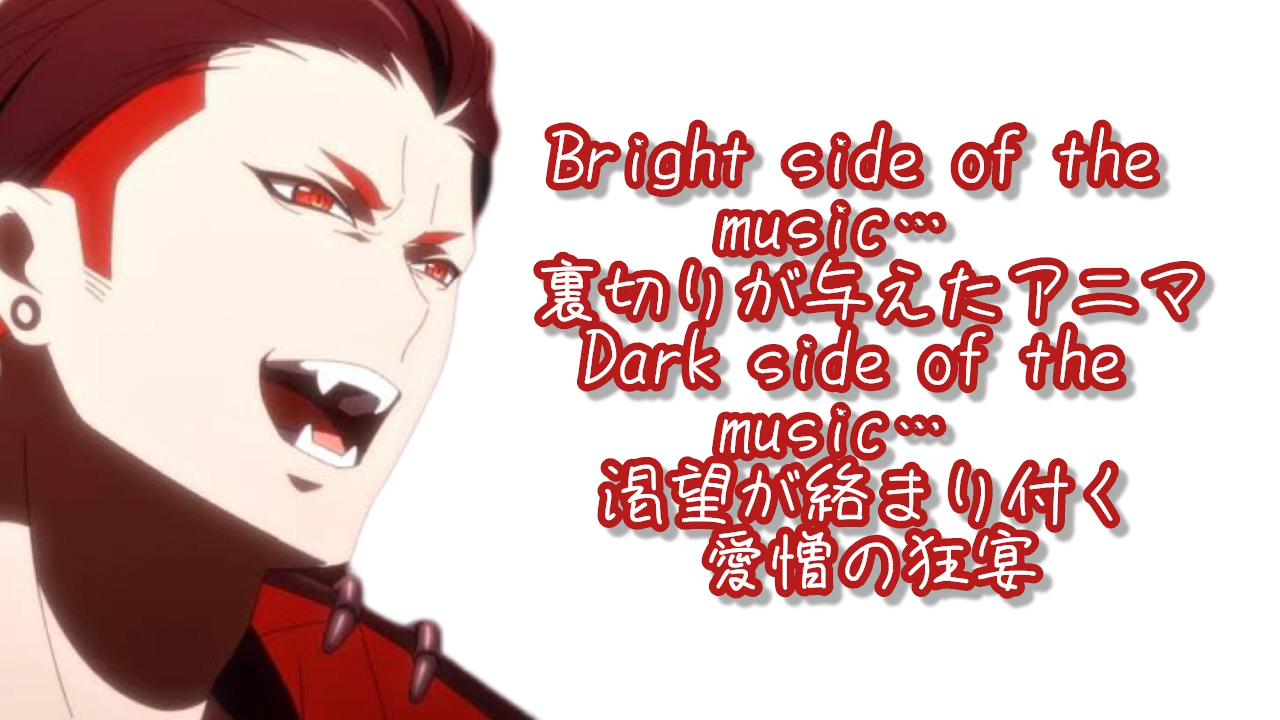 Bright side of the
music…
裏切りが与えたアニマ
Dark side of the
music…
渇望が絡まり付く
愛憎の狂宴